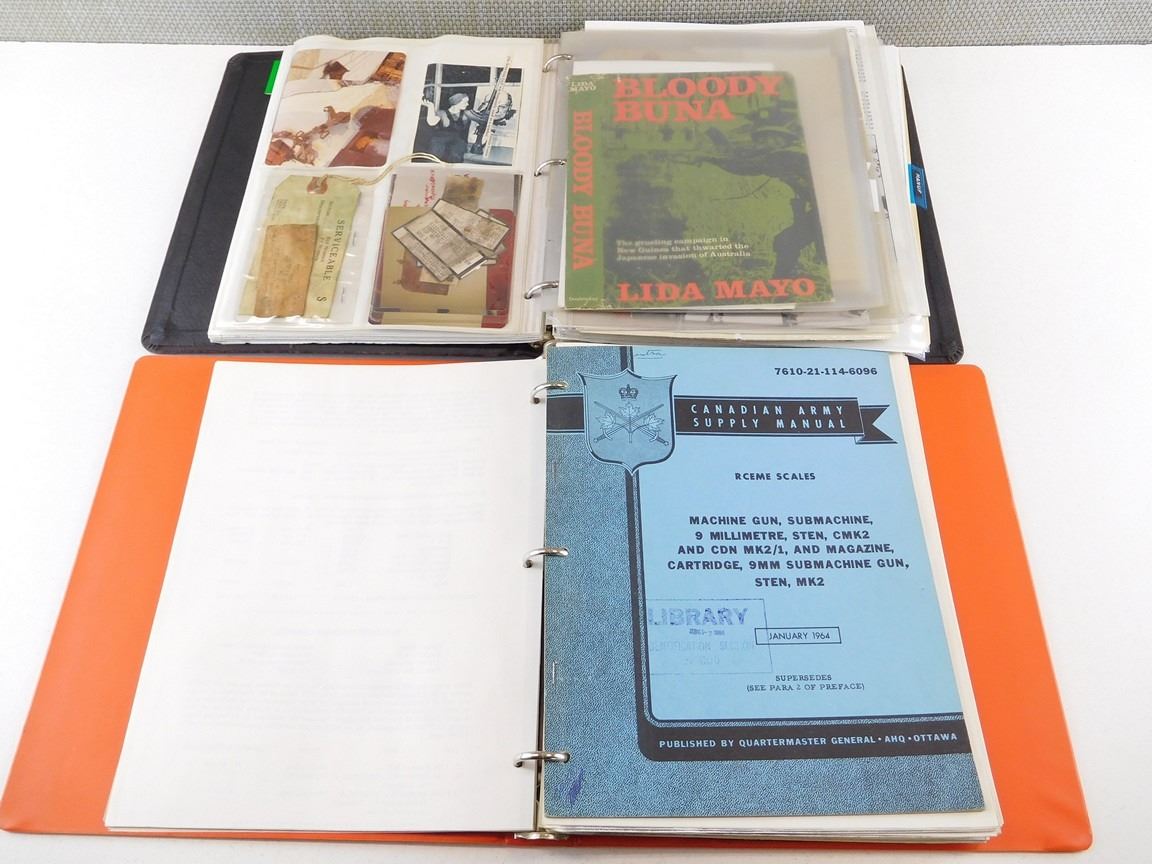 LIDA
MAYO
BLOODY BUNA
BLOODY
BUNA
The grueling campaign in
New Guinea that thwarted the
Japanese invasion of Australia
LIDA MAYO
SERVICEABLE S
7610-21-114-6096
CANADIAN ARMY
SUPPLY MANUAL
RCEME SCALES
MACHINE GUN, SUBMACHINE,
9 MILLIMETRE, STEN, CMK2
AND CDN MK2/1, AND MAGAZINE,
CARTRIDGE, 9MM SUBMACHINE GUN,
STEN, MK2
LIBRARY
JANUARY 1964
SUPERSEDES
(SEE PARA 2 OF PREFACE)
PUBLISHED BY QUARTERMASTER GENERAL • AHQ • OTTAWA